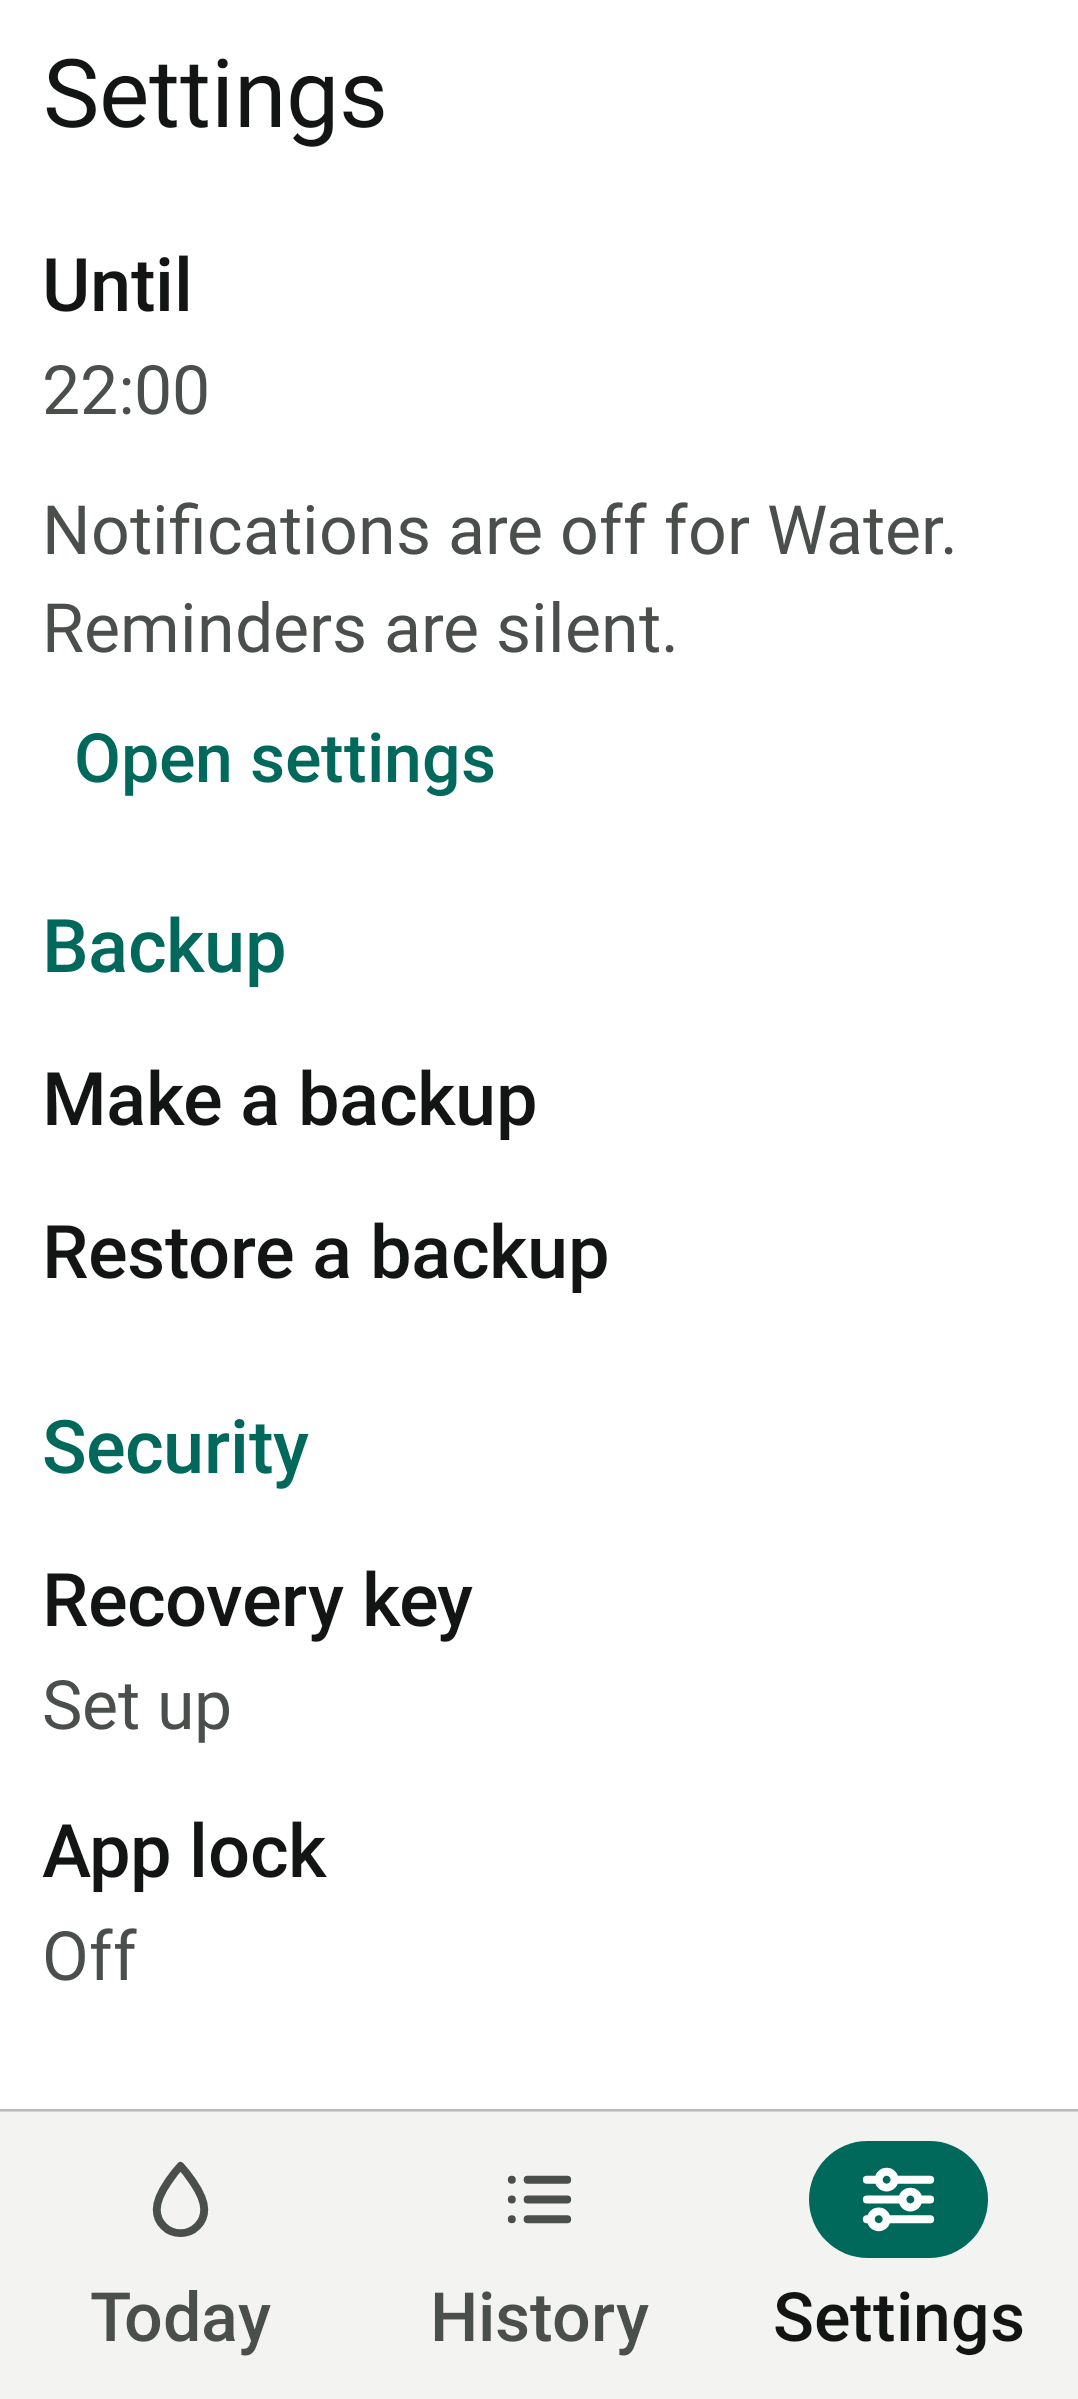 Settings
Until
22:00
Notifications are off for Water.
Reminders are silent.
Open settings
Backup
Make a backup
Restore a backup
Security
Recovery key
Set up
App lock
Off
Today
History
Settings